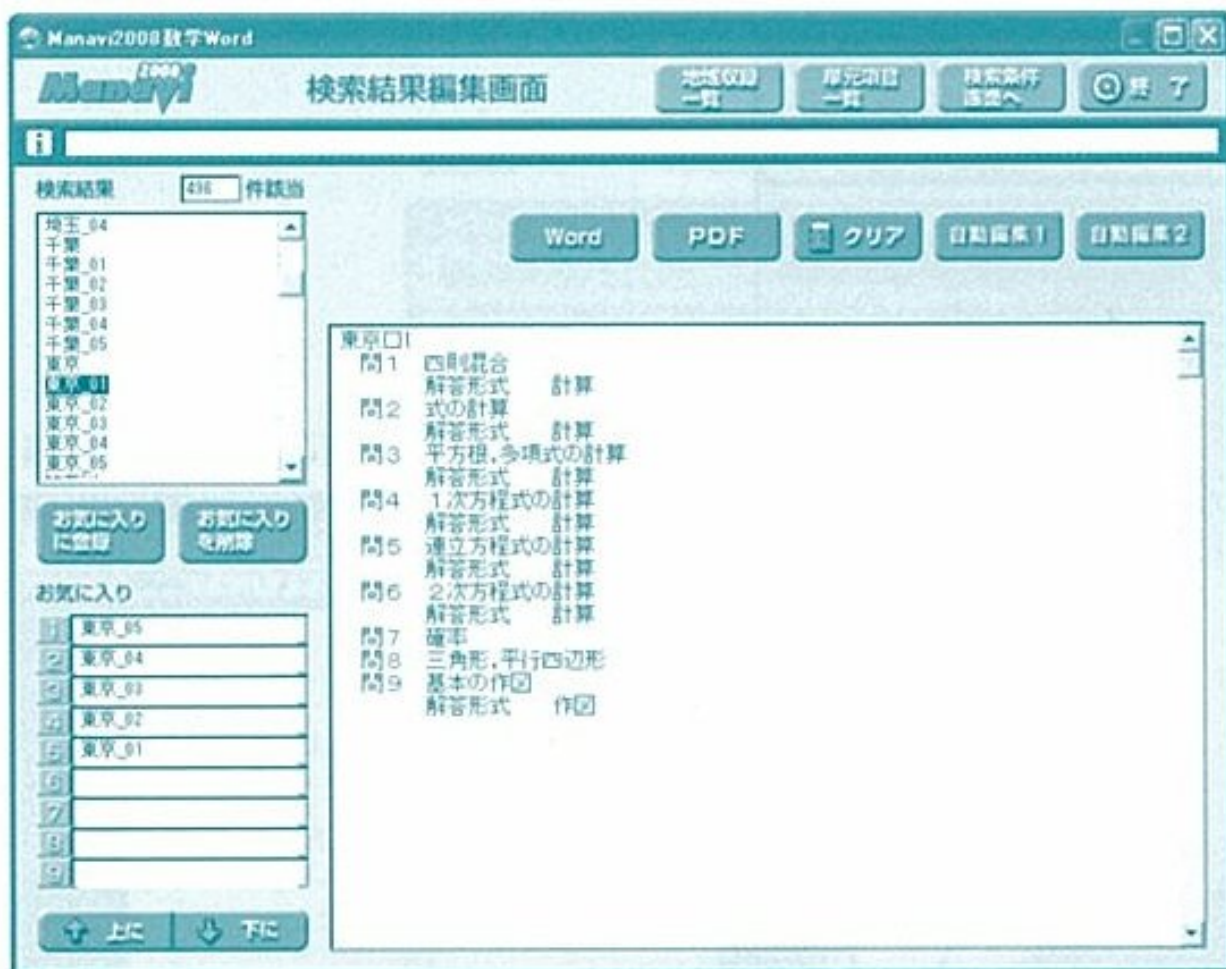 Manavi2008数学Word
Manavi 2008
検索結果編集画面
地域収録
一覧
単元項目
一覧
検索条件
画面へ
終 了
i
検索結果 498 件該当
埼玉_04
千葉
千葉_01
千葉_02
千葉_03
千葉_04
千葉_05
東京
東京_01
東京_02
東京_03
東京_04
東京_05
Word
PDF
クリア
自動編集1
自動編集2
お気に入り
に登録
お気に入り
を削除
お気に入り
1 東京_05
2 東京_04
3 東京_03
4 東京_02
5 東京_01
6
7
8
9
上に
下に
東京□1
問1 四則混合
解答形式 計算
問2 式の計算
解答形式 計算
問3 平方根,多項式の計算
解答形式 計算
問4 1次方程式の計算
解答形式 計算
問5 連立方程式の計算
解答形式 計算
問6 2次方程式の計算
解答形式 計算
問7 確率
問8 三角形,平行四辺形
問9 基本の作図
解答形式 作図